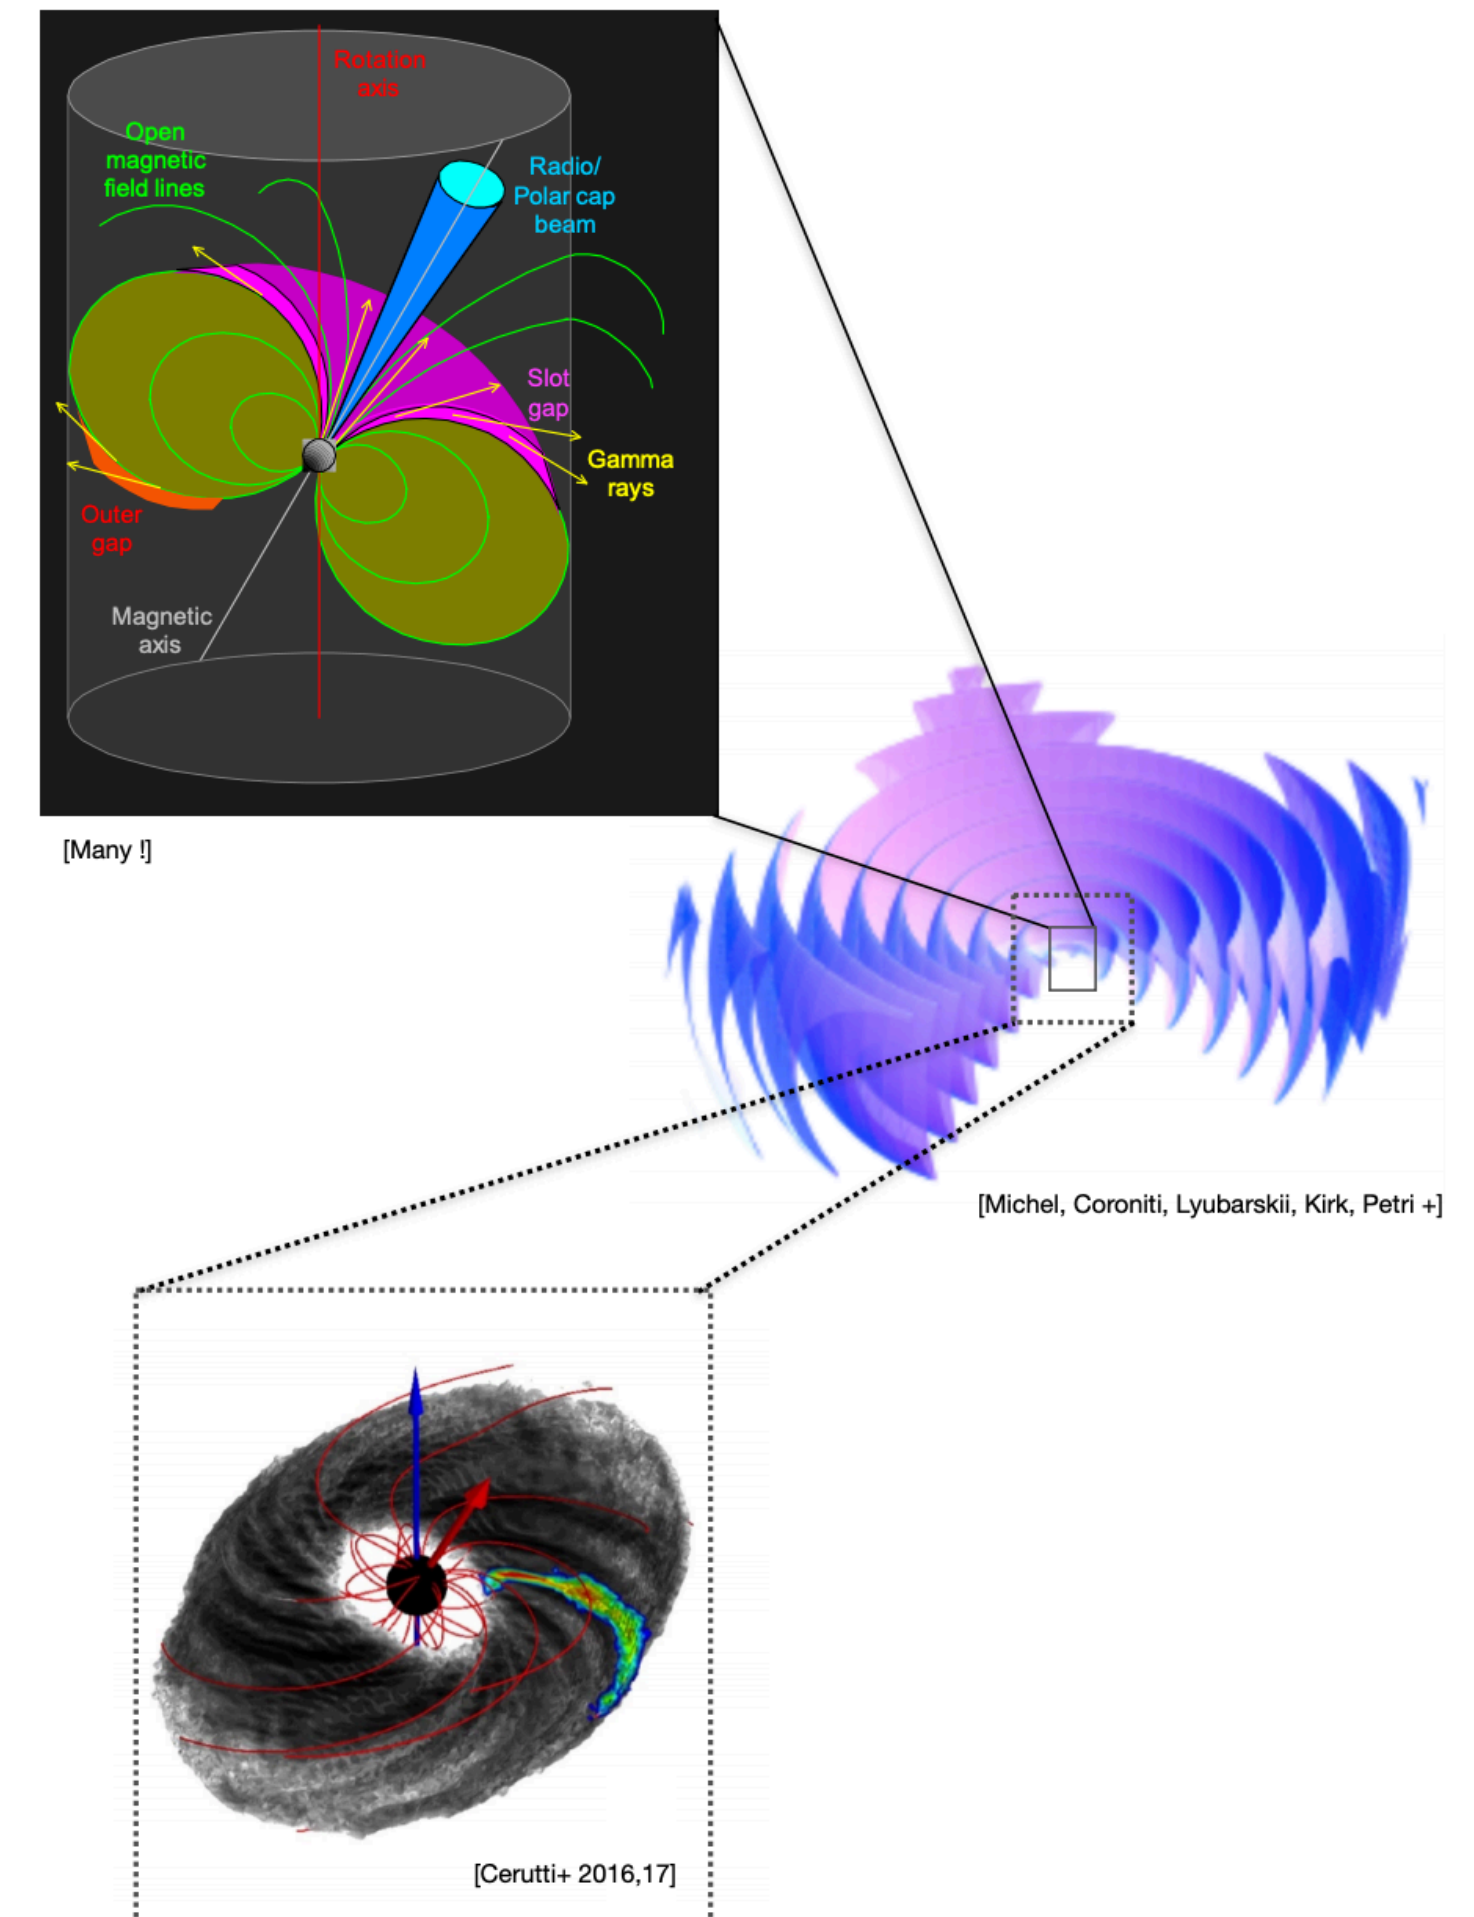 Rotation
axis
Open
magnetic
field lines
Radio/
Polar cap
beam
Slot
gap
Gamma
rays
Outer
gap
Magnetic
axis
[Many !]
[Michel, Coroniti, Lyubarskii, Kirk, Petri +]
[Cerutti+ 2016,17]